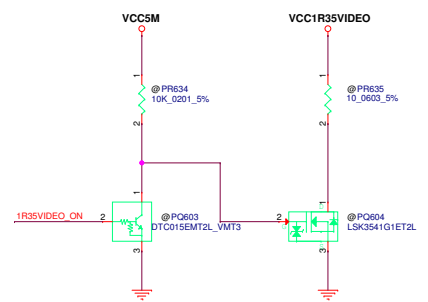 VCC5M
VCC1R35VIDEO
1
@PR634
10K_0201_5%
2
1
@PR635
10_0603_5%
2
1
1R35VIDEO_ON
2
@PQ603
DTC015EMT2L_VMT3
3
1
2
@PQ604
LSK3541G1ET2L
3